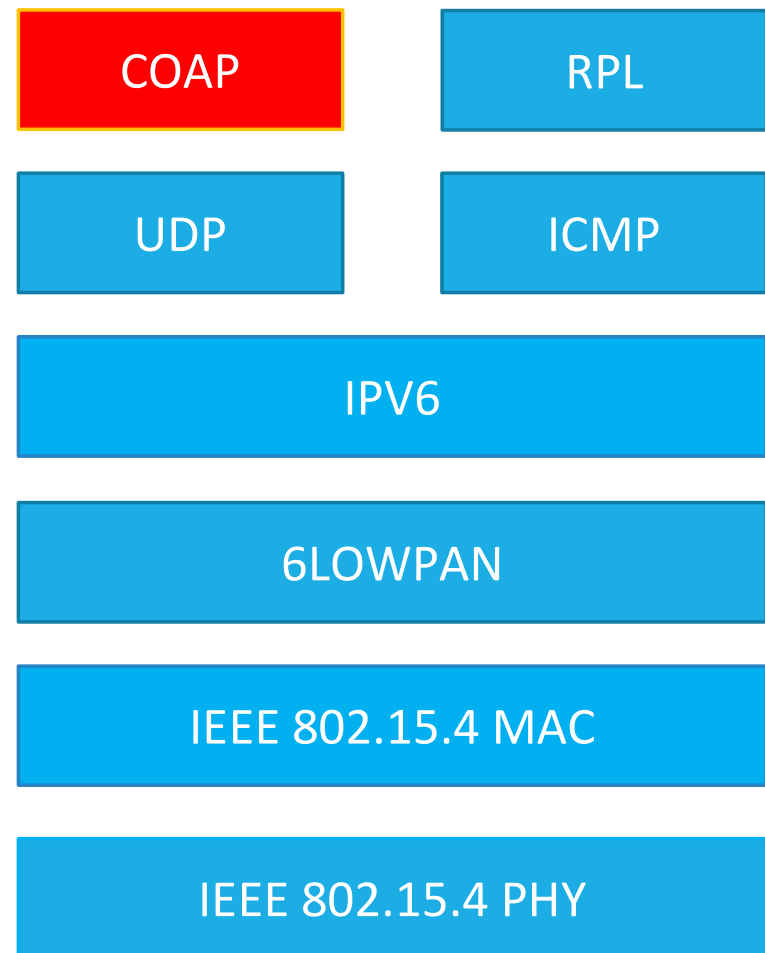 COAP
RPL
UDP
ICMP
IPV6
6LOWPAN
IEEE 802.15.4 MAC
IEEE 802.15.4 PHY